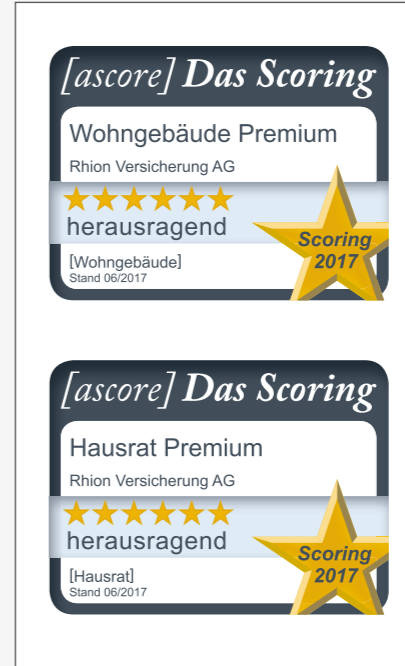 [ascore] Das Scoring
Wohngebäude Premium
Rhion Versicherung AG
herausragend
Scoring
2017
[Wohngebäude]
Stand 06/2017
[ascore] Das Scoring
Hausrat Premium
Rhion Versicherung AG
herausragend
Scoring
2017
[Hausrat]
Stand 06/2017